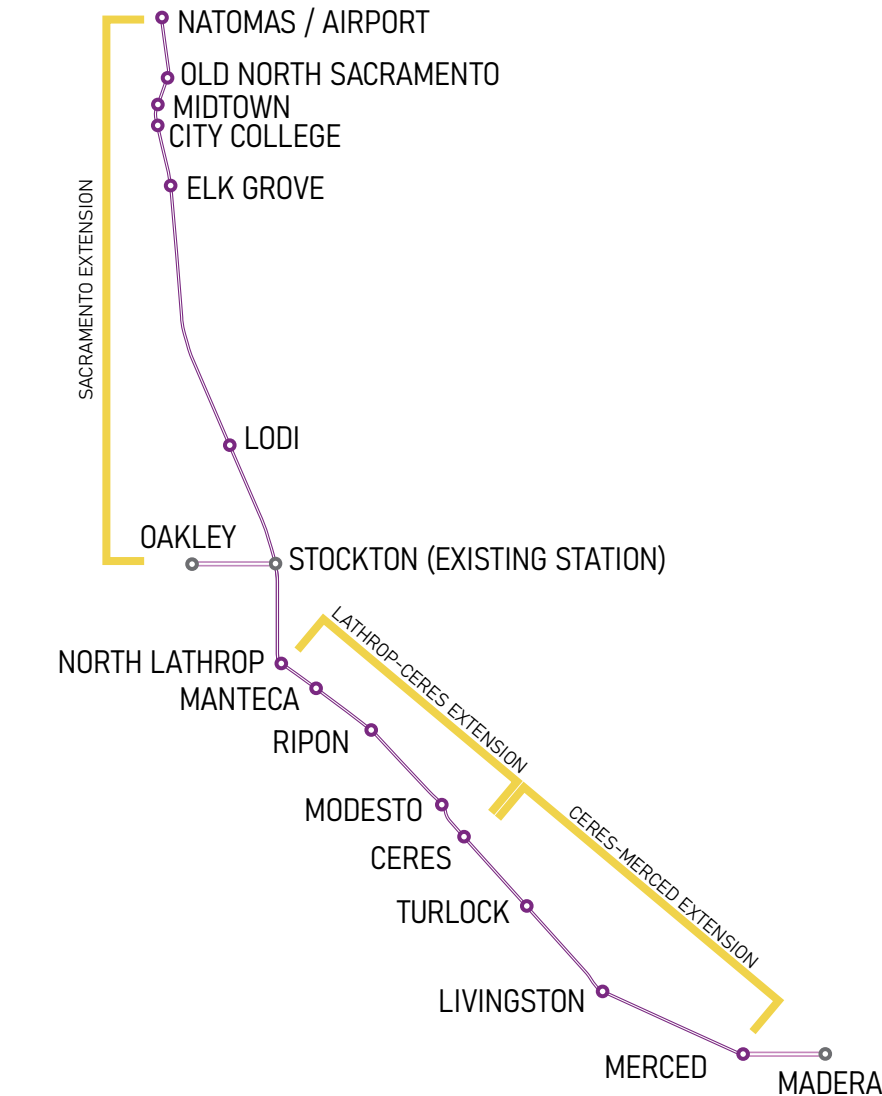 NATOMAS / AIRPORT
OLD NORTH SACRAMENTO
MIDTOWN
CITY COLLEGE
ELK GROVE
SACRAMENTO EXTENSION
LODI
OAKLEY
STOCKTON (EXISTING STATION)
LATHROP-CERES EXTENSION
NORTH LATHROP
MANTECA
RIPON
MODESTO
CERES-MERCED EXTENSION
CERES
TURLOCK
LIVINGSTON
MERCED
MADERA